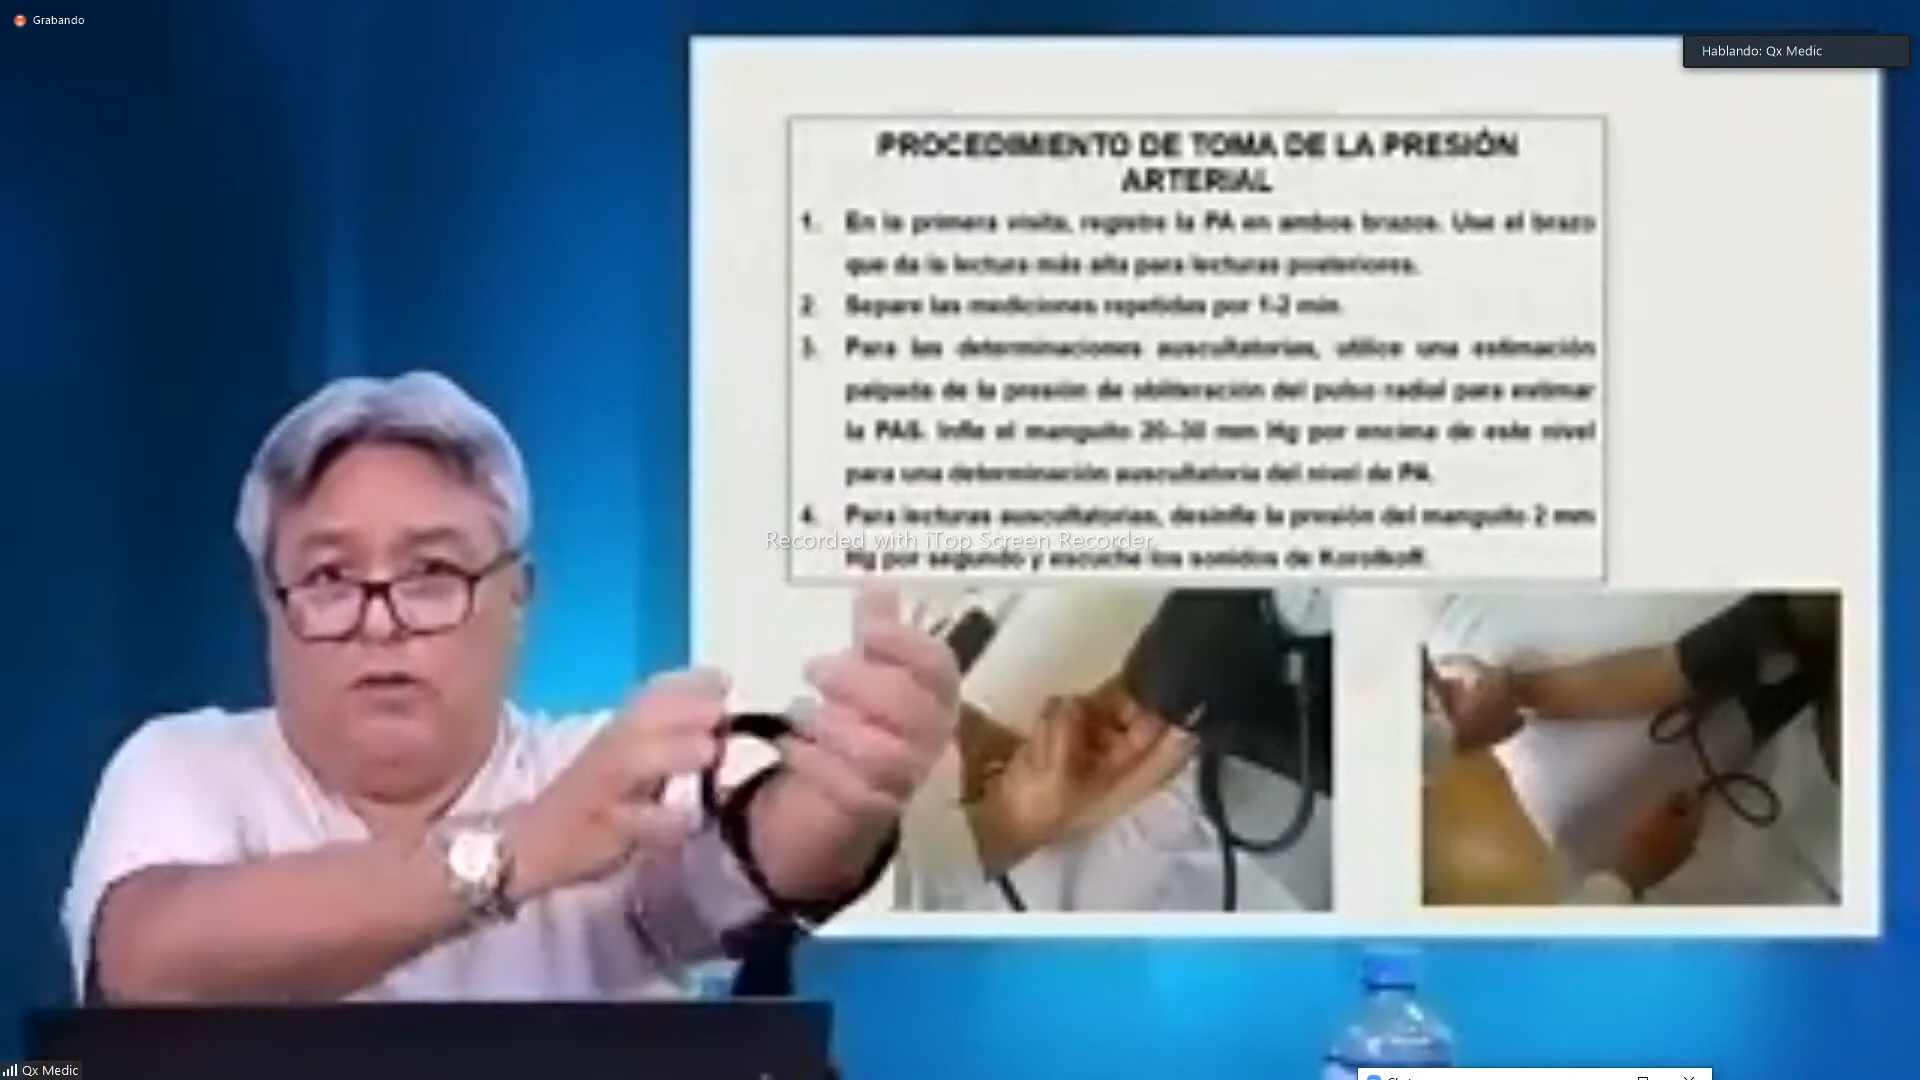 Grabando
Hablando: Qx Medic
PROCEDIMIENTO DE TOMA DE LA PRESIÓN
ARTERIAL
1. En la primera visita, registre la PA en ambos brazos. Use el brazo
que da la lectura más alta para lecturas posteriores.
2. Separe las mediciones repetidas por 1-2 min.
3. Para las determinaciones auscultatorias, utilice una estimación
palpada de la presión de obliteración del pulso radial para estimar
la PAS. Infle el manguito 20-30 mm Hg por encima de este nivel
para una determinación auscultatoria del nivel de PA.
4. Para lecturas auscultatorias, desinfle la presión del manguito 2 mm
Recorded with iTop Screen Recorder
Hg por segundo y escuche los sonidos de Korotkoff.
Qx Medic